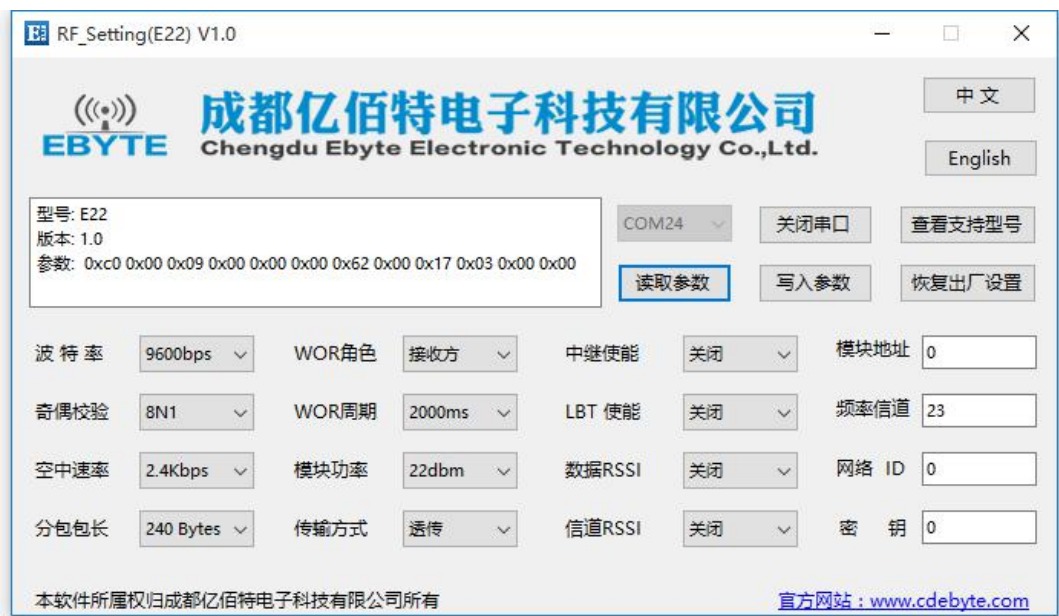 RF_Setting(E22) V1.0
EBYTE
成都亿佰特电子科技有限公司
Chengdu Ebyte Electronic Technology Co.,Ltd.
中 文
English
型号: E22
版本: 1.0
参数: 0xc0 0x00 0x09 0x00 0x00 0x00 0x62 0x00 0x17 0x03 0x00 0x00
COM24 关闭串口 查看支持型号
读取参数 写入参数 恢复出厂设置
波 特 率 9600bps WOR角色 接收方 中继使能 关闭 模块地址 0
奇偶校验 8N1 WOR周期 2000ms LBT 使能 关闭 频率信道 23
空中速率 2.4Kbps 模块功率 22dbm 数据RSSI 关闭 网络 ID 0
分包包长 240 Bytes 传输方式 透传 信道RSSI 关闭 密 钥 0
本软件所属权归成都亿佰特电子科技有限公司所有 官方网站：www.cdebyte.com